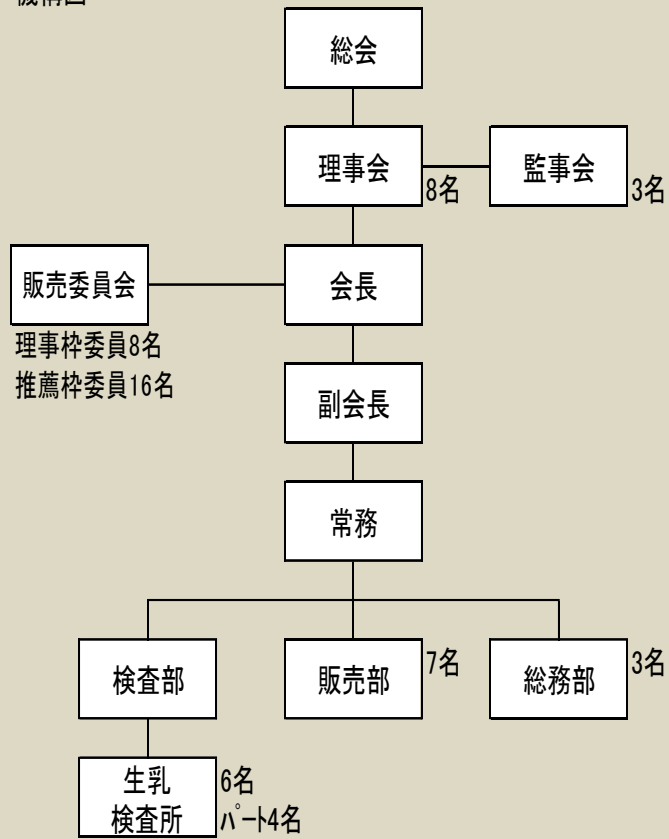 機構図
総会
理事会
8名
監事会
3名
販売委員会
会長
理事枠委員8名
推薦枠委員16名
副会長
常務
検査部
販売部
7名
総務部
3名
生乳
検査所
6名
パート4名